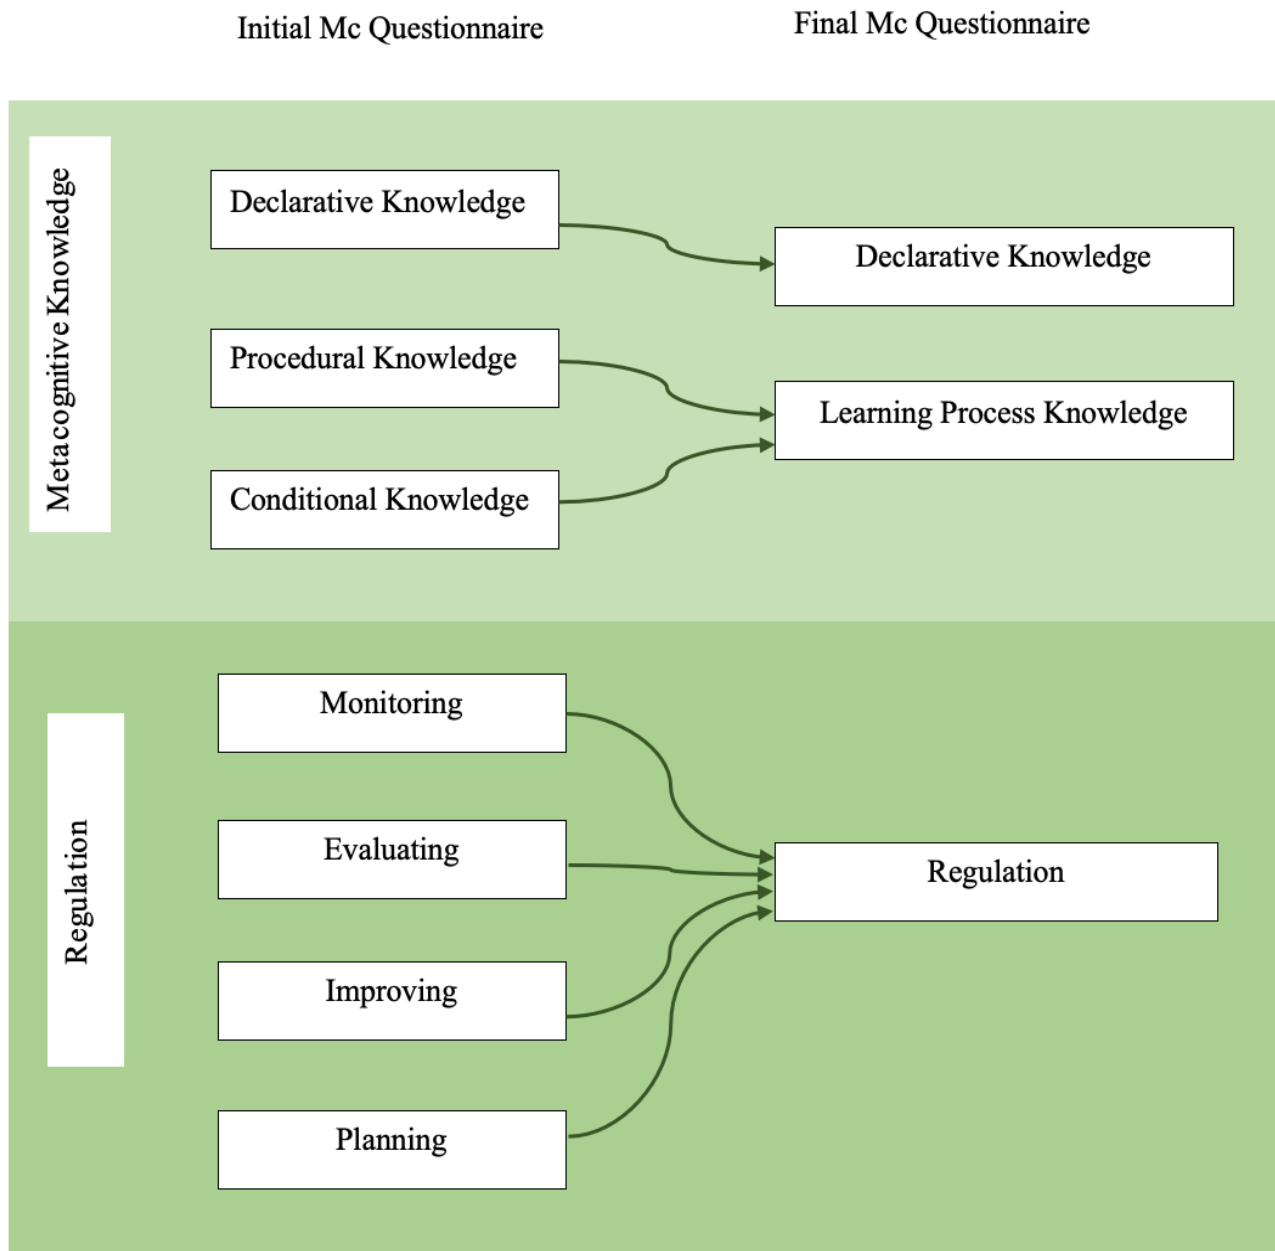 Initial Mc Questionnaire
Final Mc Questionnaire
Metacognitive Knowledge
Declarative Knowledge
Declarative Knowledge
Procedural Knowledge
Learning Process Knowledge
Conditional Knowledge
Regulation
Monitoring
Evaluating
Regulation
Improving
Planning